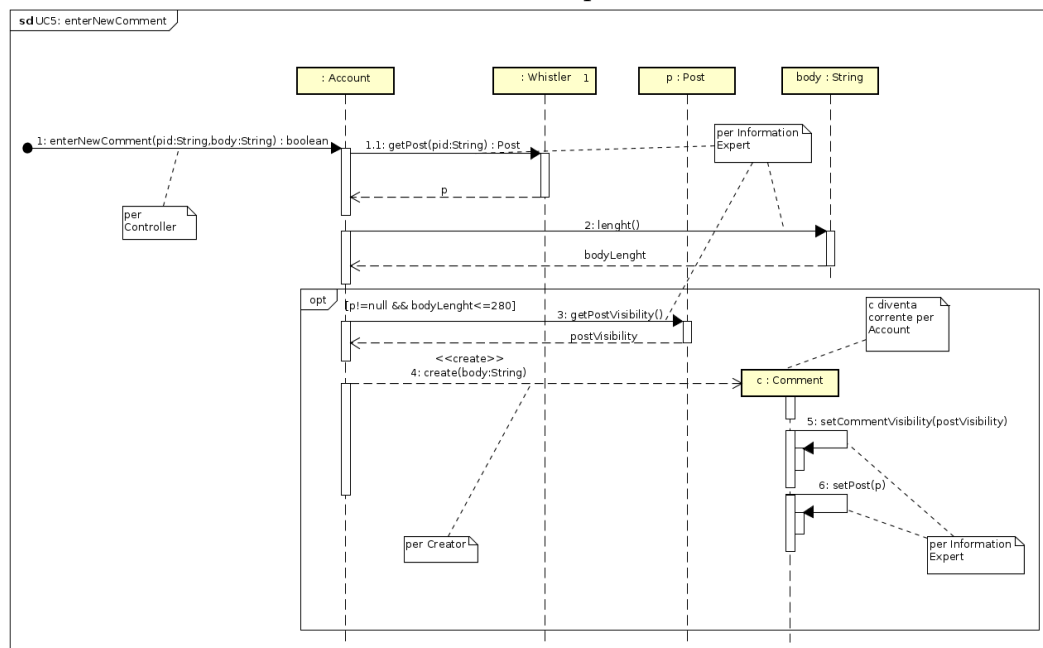 sd UC5: enterNewComment
: Account
: Whistler 1
p : Post
body : String
1: enterNewComment(pid:String,body:String) : boolean
1.1: getPost(pid:String) : Post
per Information
Expert
p
per
Controller
2: lenght()
bodyLenght
opt
[p!=null && bodyLenght<=280]
c diventa
corrente per
Account
3: getPostVisibility()
postVisibility
<<create>>
4: create(body:String)
c : Comment
5: setCommentVisibility(postVisibility)
6: setPost(p)
per Creator
per Information
Expert